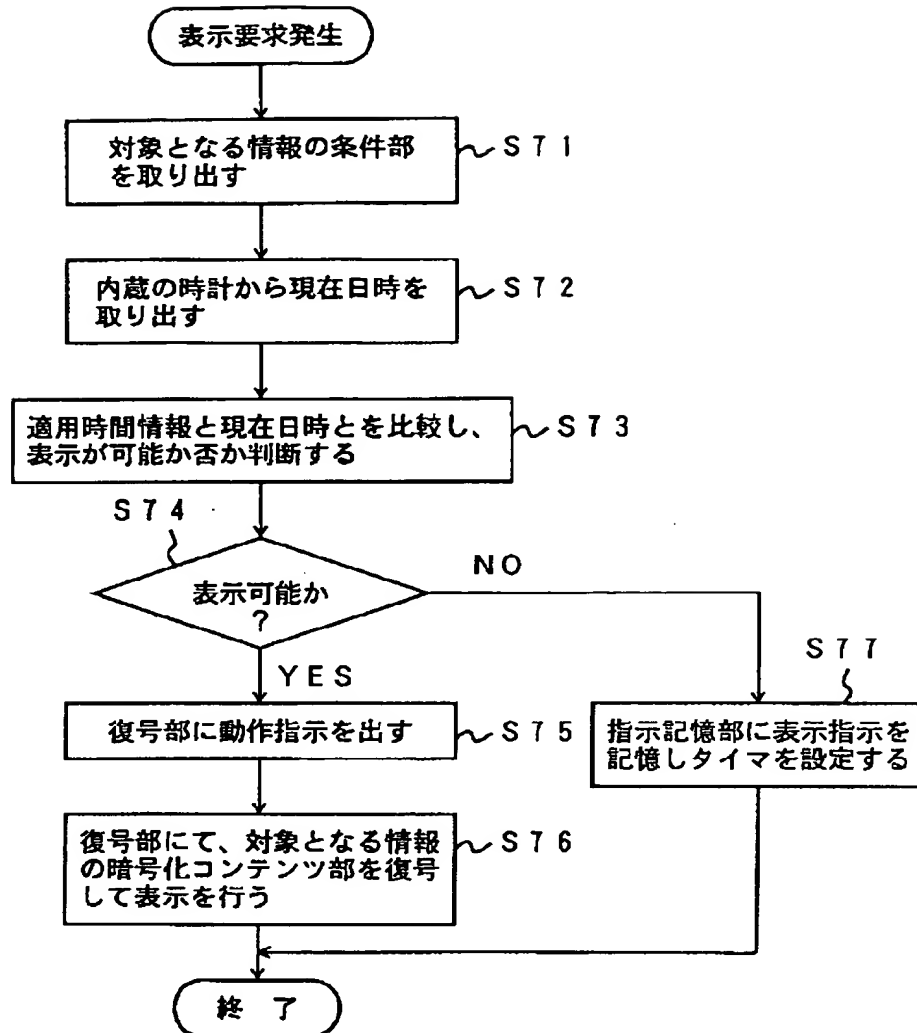 表示要求発生
対象となる情報の条件部
を取り出す
S71
内蔵の時計から現在日時を
取り出す
S72
適用時間情報と現在日時とを比較し、
表示が可能か否か判断する
S73
S74
表示可能か
?
NO
YES
S77
復号部に動作指示を出す
S75
指示記憶部に表示指示を
記憶しタイマを設定する
復号部にて、対象となる情報
の暗号化コンテンツ部を復号
して表示を行う
S76
終 了